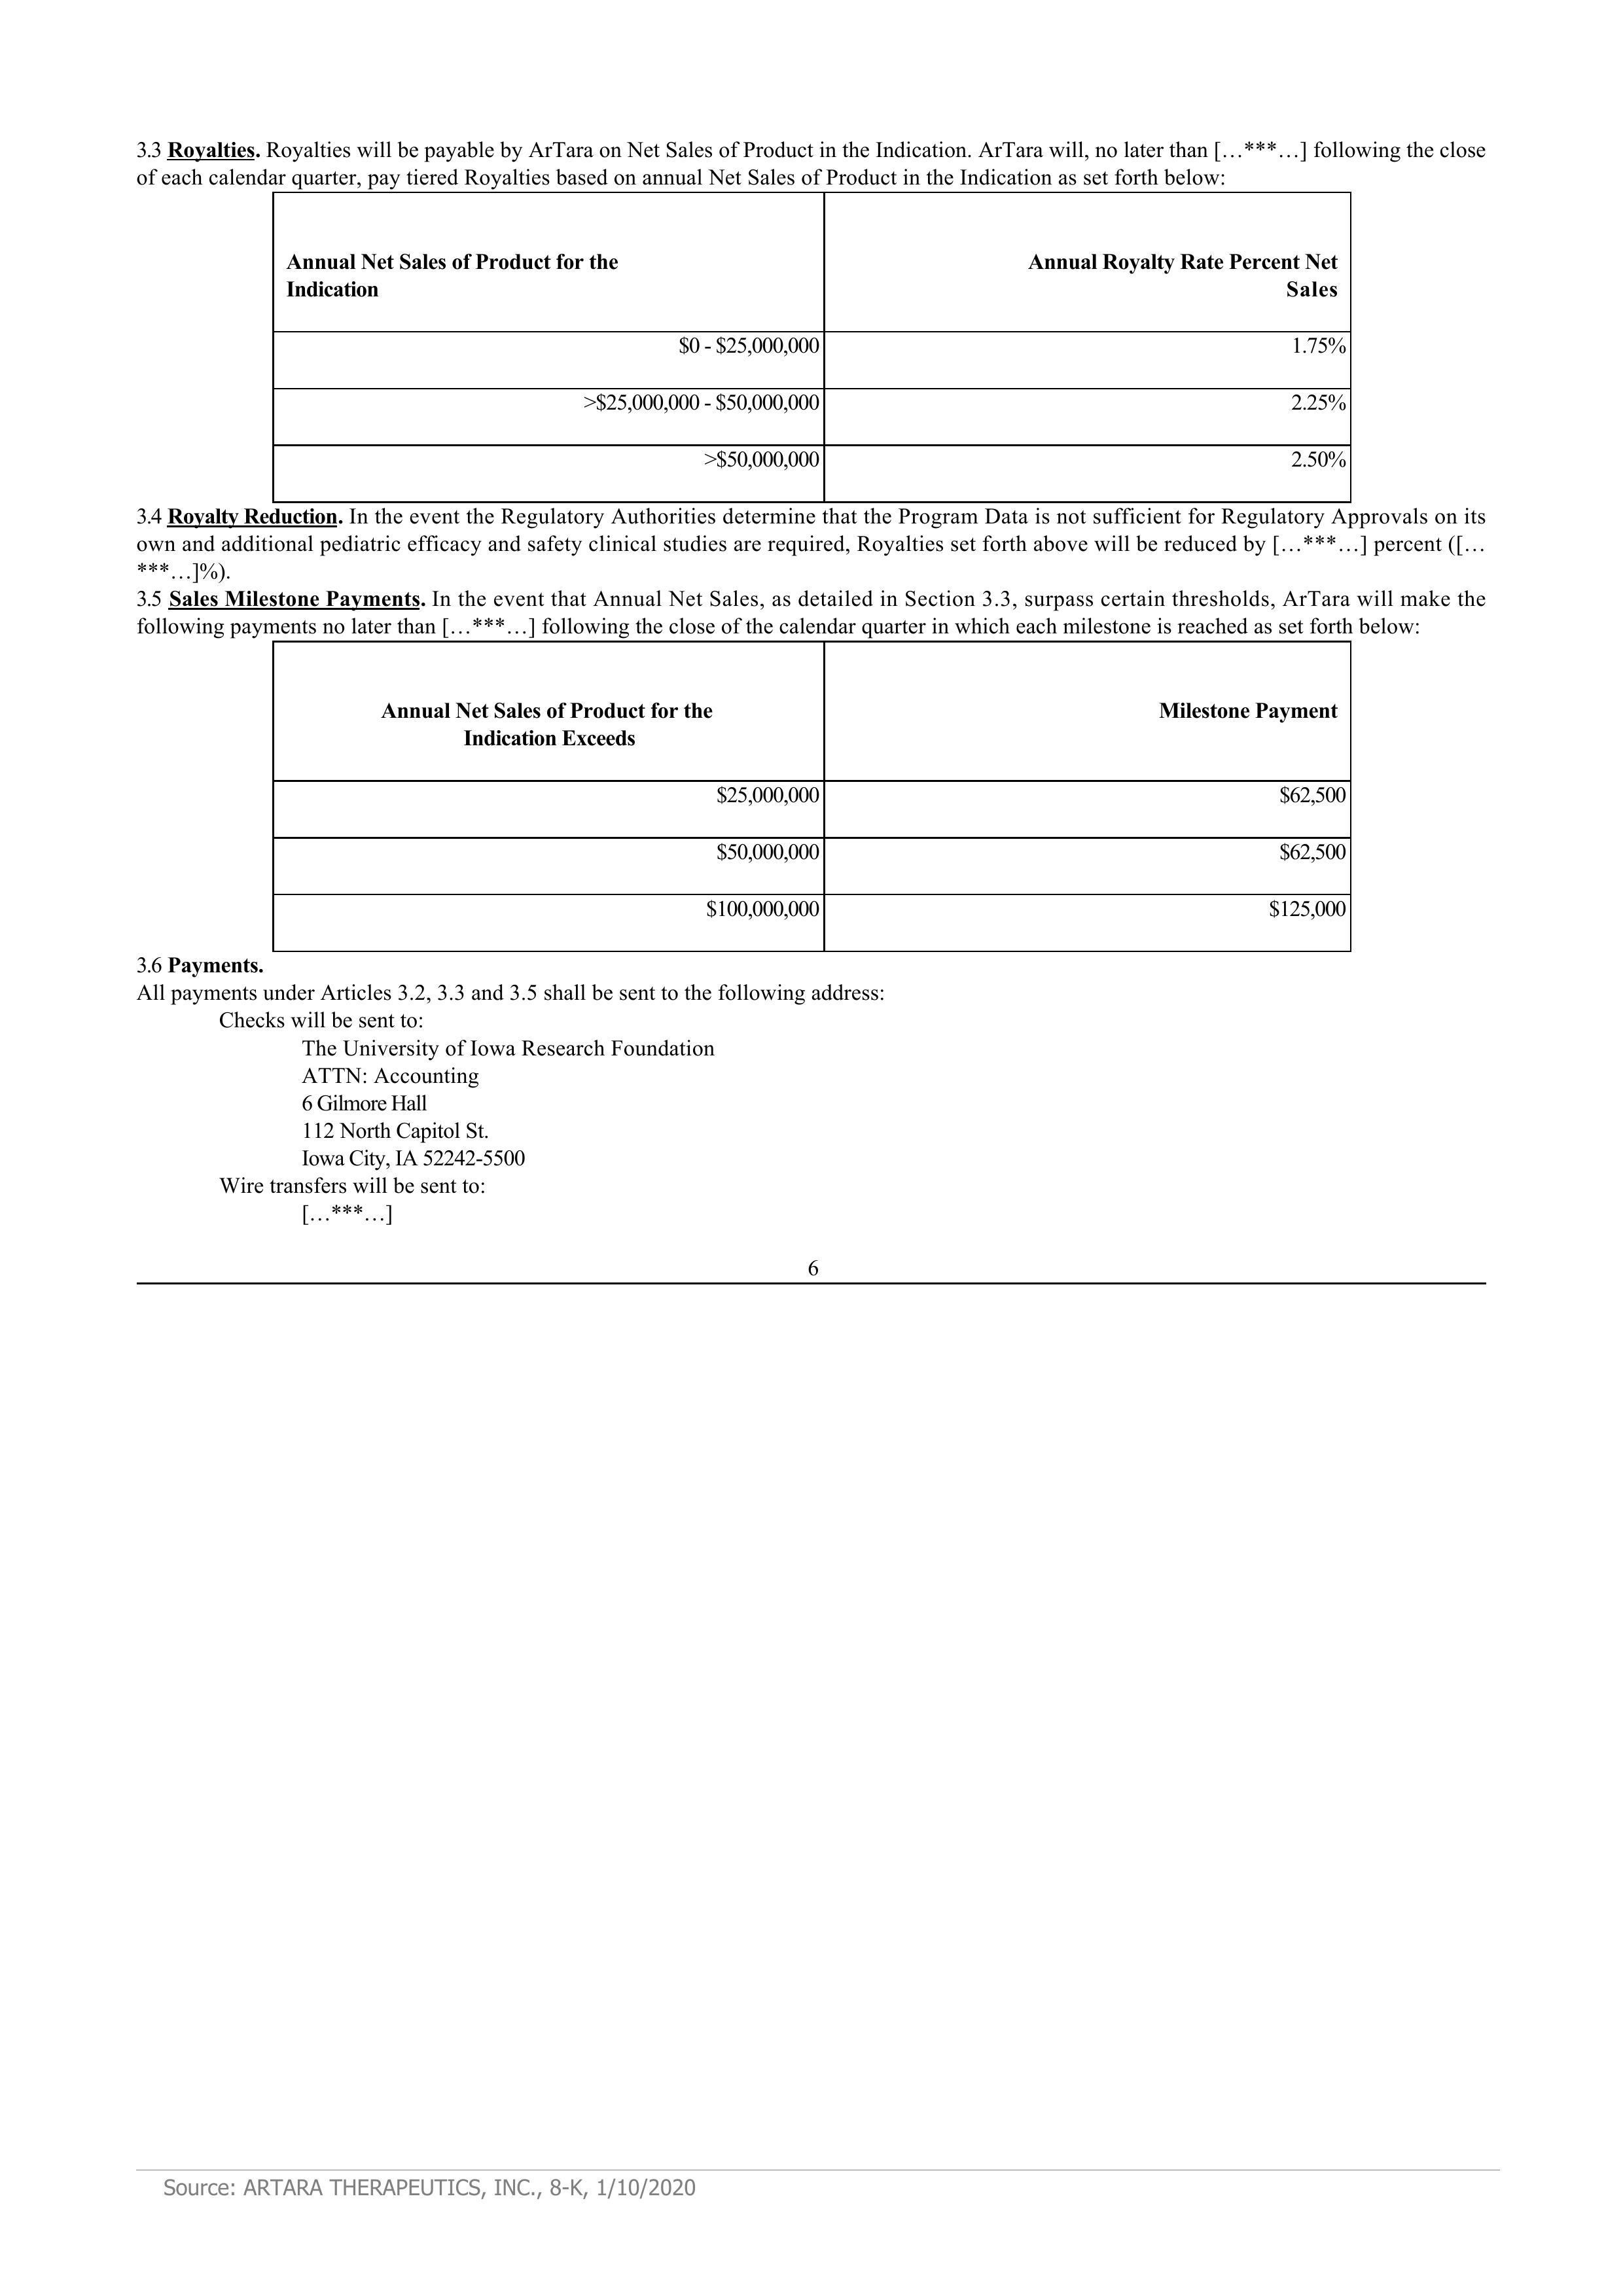 3.3 Royalties. Royalties will be payable by ArTara on Net Sales of Product in the Indication. ArTara will, no later than […***…] following the close
of each calendar quarter, pay tiered Royalties based on annual Net Sales of Product in the Indication as set forth below:
Annual Net Sales of Product for the
Indication
Annual Royalty Rate Percent Net
Sales
$0 - $25,000,000 1.75%
>$25,000,000 - $50,000,000 2.25%
>$50,000,000 2.50%
3.4 Royalty Reduction. In the event the Regulatory Authorities determine that the Program Data is not sufficient for Regulatory Approvals on its
own and additional pediatric efficacy and safety clinical studies are required, Royalties set forth above will be reduced by […***…] percent ([…
***…]%).
3.5 Sales Milestone Payments. In the event that Annual Net Sales, as detailed in Section 3.3, surpass certain thresholds, ArTara will make the
following payments no later than […***…] following the close of the calendar quarter in which each milestone is reached as set forth below:
Annual Net Sales of Product for the
Indication Exceeds
Milestone Payment
$25,000,000 $62,500
$50,000,000 $62,500
$100,000,000 $125,000
3.6 Payments.
All payments under Articles 3.2, 3.3 and 3.5 shall be sent to the following address:
Checks will be sent to:
The University of Iowa Research Foundation
ATTN: Accounting
6 Gilmore Hall
112 North Capitol St.
Iowa City, IA 52242-5500
Wire transfers will be sent to:
[…***…]
6
Source: ARTARA THERAPEUTICS, INC., 8-K, 1/10/2020